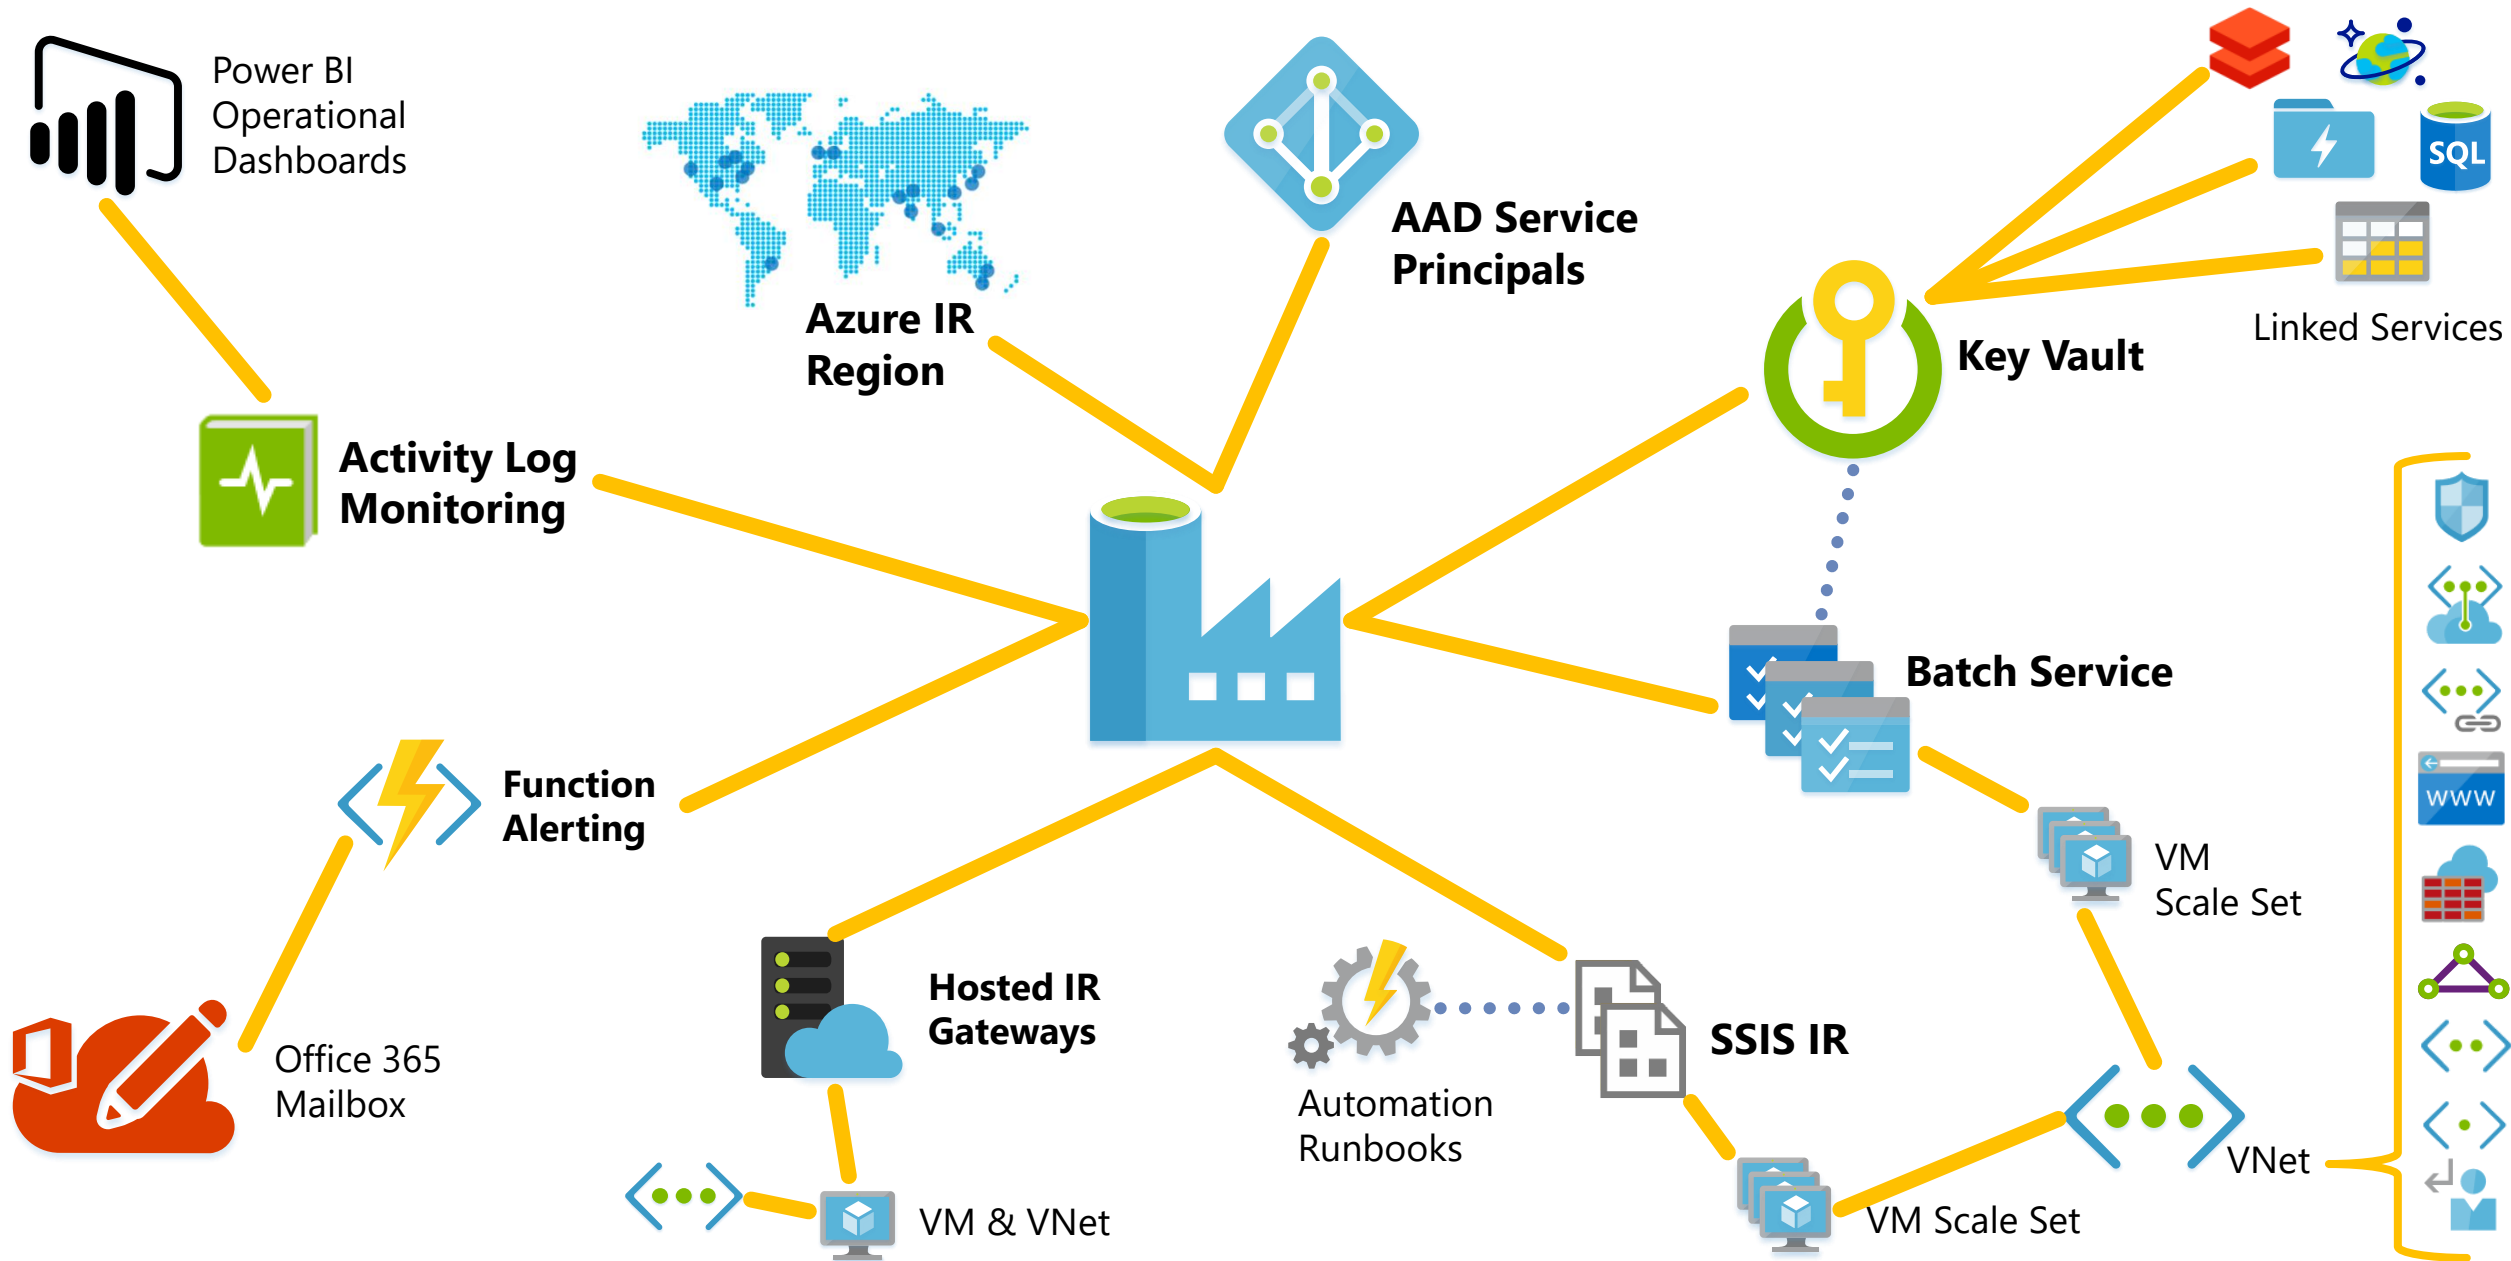 Power BI
Operational
Dashboards
AAD Service
Principals
SQL
Azure IR
Region
Linked Services
Key Vault
Activity Log
Monitoring
Batch Service
Function
Alerting
WWW
VM
Scale Set
Hosted IR
Gateways
SSIS IR
Office 365
Mailbox
Automation
Runbooks
VNet
VM & VNet
VM Scale Set